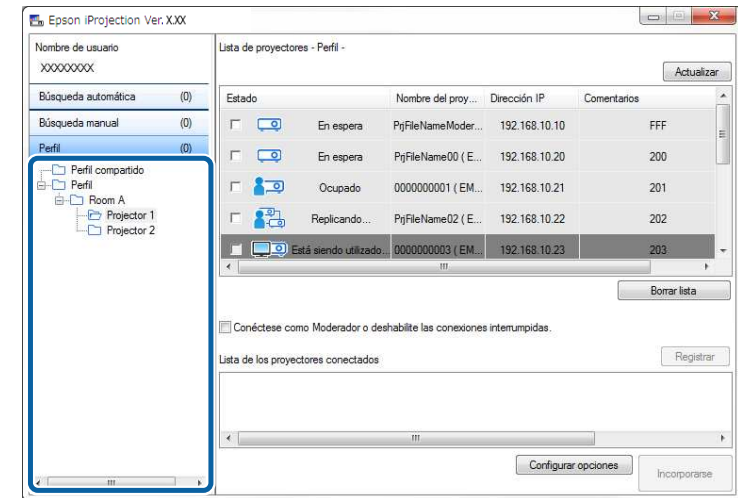 Epson iProjection Ver. X.XX
Nombre de usuario
XXXXXXXX
Búsqueda automática (0)
Búsqueda manual (0)
Perfil (0)
Perfil compartido
Perfil
Room A
Projector 1
Projector 2
Lista de proyectores - Perfil -
Actualizar
Estado Nombre del proy... Dirección IP Comentarios
En espera PrjFileNameModer... 192.168.10.10 FFF
En espera PrjFileName00 ( E... 192.168.10.20 200
Ocupado 0000000001 ( EM... 192.168.10.21 201
Replicando... PrjFileName02 ( E... 192.168.10.22 202
Está siendo utilizado... 0000000003 ( EM... 192.168.10.23 203
Borrar lista
Conéctese como Moderador o deshabilite las conexiones interrumpidas.
Lista de los proyectores conectados
Registrar
Configurar opciones
Incorporarse